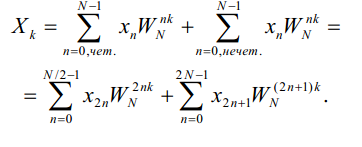 X_k = \sum_{n=0,чет.}^{N-1} x_n W_N^{nk} + \sum_{n=0,нечет.}^{N-1} x_n W_N^{nk} =
= \sum_{n=0}^{N/2-1} x_{2n} W_N^{2nk} + \sum_{n=0}^{2N-1} x_{2n+1} W_N^{(2n+1)k}.